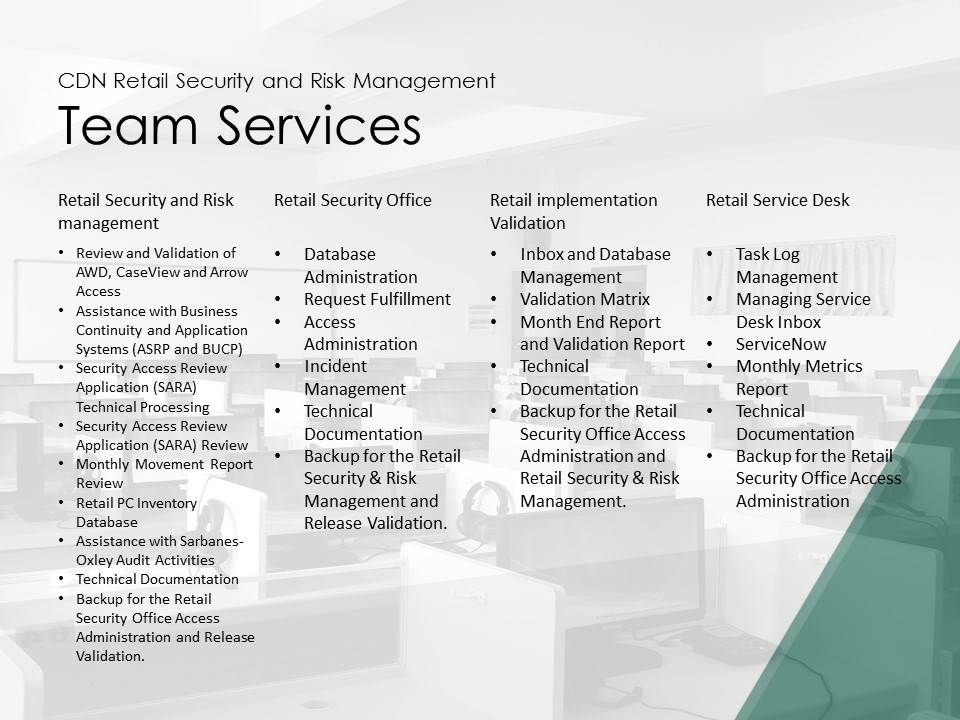 CDN Retail Security and Risk Management
Team Services
Retail Security and Risk
management
• Review and Validation of
AWD, CaseView and Arrow
Access
• Assistance with Business
Continuity and Application
Systems (ASRP and BUCP)
• Security Access Review
Application (SARA)
Technical Processing
• Security Access Review
Application (SARA) Review
• Monthly Movement Report
Review
• Retail PC Inventory
Database
• Assistance with Sarbanes-
Oxley Audit Activities
• Technical Documentation
• Backup for the Retail
Security Office Access
Administration and Release
Validation.
Retail Security Office
• Database
Administration
• Request Fulfillment
• Access
Administration
• Incident
Management
• Technical
Documentation
• Backup for the Retail
Security & Risk
Management and
Release Validation.
Retail implementation
Validation
• Inbox and Database
Management
• Validation Matrix
• Month End Report
and Validation Report
• Technical
Documentation
• Backup for the Retail
Security Office Access
Administration and
Retail Security & Risk
Management.
Retail Service Desk
• Task Log
Management
• Managing Service
Desk Inbox
• ServiceNow
• Monthly Metrics
Report
• Technical
Documentation
• Backup for the Retail
Security Office Access
Administration